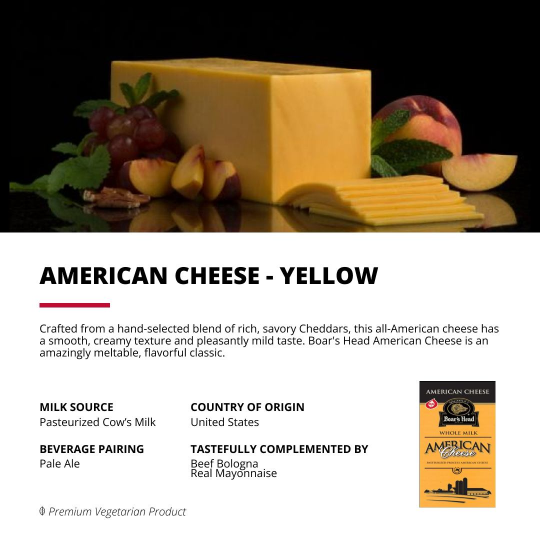 AMERICAN CHEESE - YELLOW
Crafted from a hand-selected blend of rich, savory Cheddars, this all-American cheese has
a smooth, creamy texture and pleasantly mild taste. Boar's Head American Cheese is an
amazingly meltable, flavorful classic.
MILK SOURCE
Pasteurized Cow's Milk
COUNTRY OF ORIGIN
United States
BEVERAGE PAIRING
Pale Ale
TASTEFULLY COMPLEMENTED BY
Beef Bologna
Real Mayonnaise
AMERICAN CHEESE
Boar's Head
WHOLE MILK
AMERICAN
Cheese
Premium Vegetarian Product